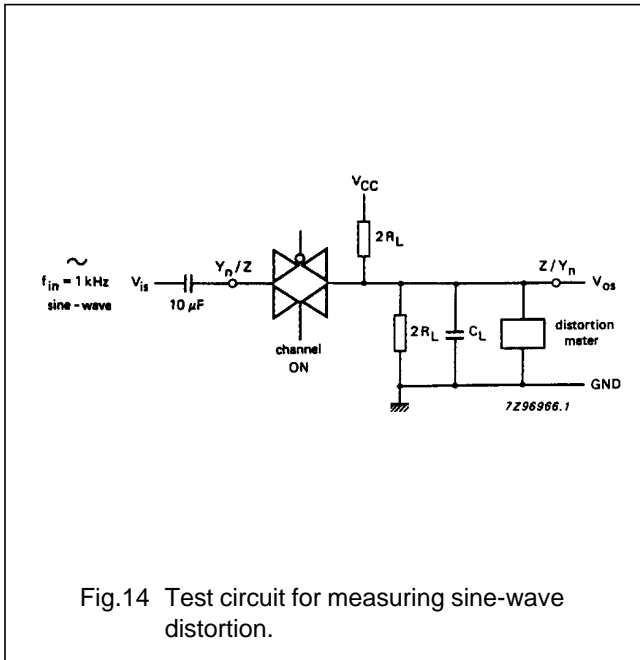 V_CC
2R_L
∼
f_in = 1 kHz
sine-wave
V_is
10 μF
Y_n/Z
channel
ON
2R_L
C_L
Z/Y_n
V_os
distortion
meter
GND
7Z96966.1
Fig.14 Test circuit for measuring sine-wave
distortion.